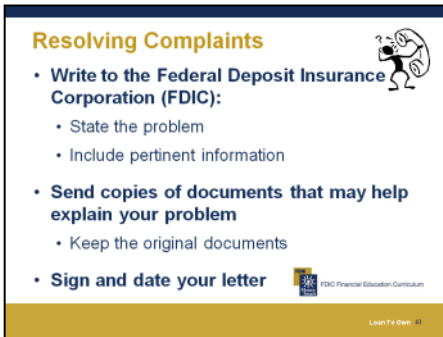 Resolving Complaints
• Write to the Federal Deposit Insurance
Corporation (FDIC):
• State the problem
• Include pertinent information
• Send copies of documents that may help
explain your problem
• Keep the original documents
• Sign and date your letter
FDIC Financial Education Curriculum
Loan To Own